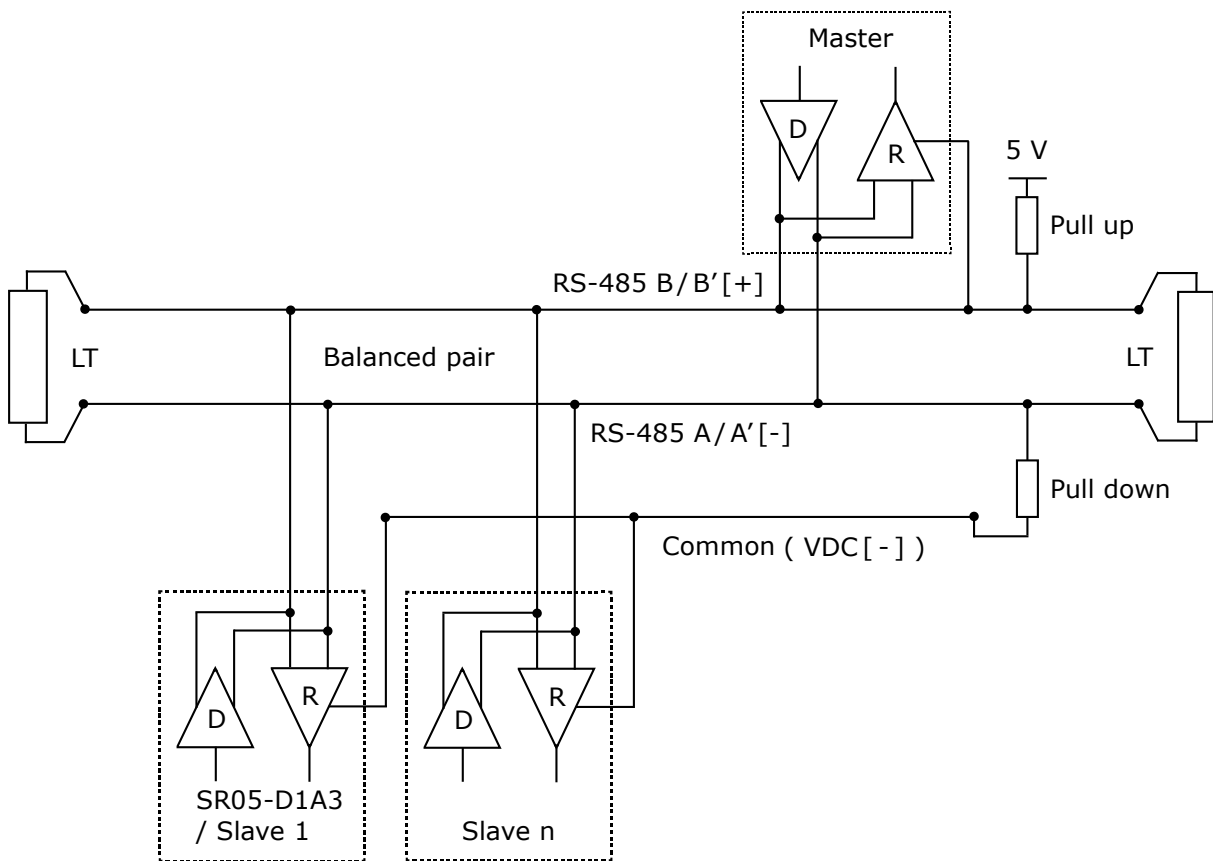 Master
D
R
5 V
Pull up
RS-485 B/B′[+]
LT
Balanced pair
LT
RS-485 A/A′[-]
Pull down
Common ( VDC[-] )
D
R
D
R
SR05-D1A3
/ Slave 1
Slave n